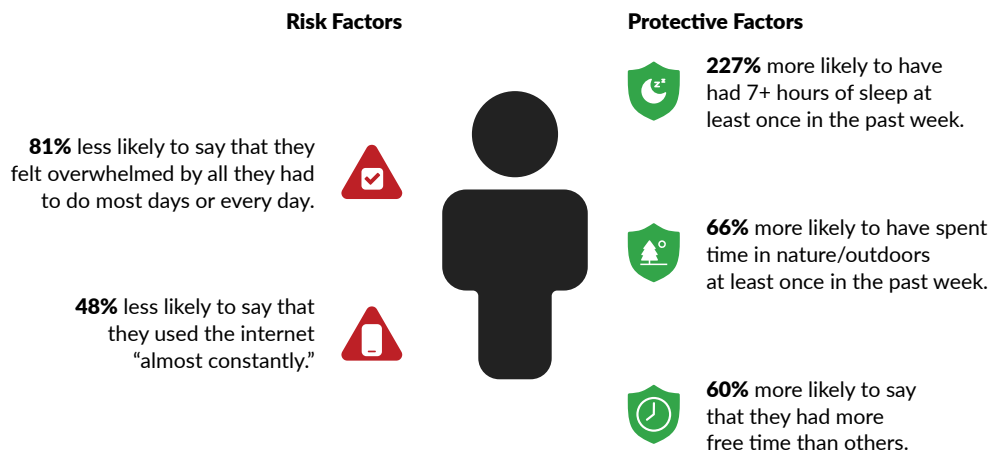 Risk Factors
81% less likely to say that they
felt overwhelmed by all they had
to do most days or every day.
48% less likely to say that
they used the internet
“almost constantly.”
Protective Factors
227% more likely to have
had 7+ hours of sleep at
least once in the past week.
66% more likely to have spent
time in nature/outdoors
at least once in the past week.
60% more likely to say
that they had more
free time than others.